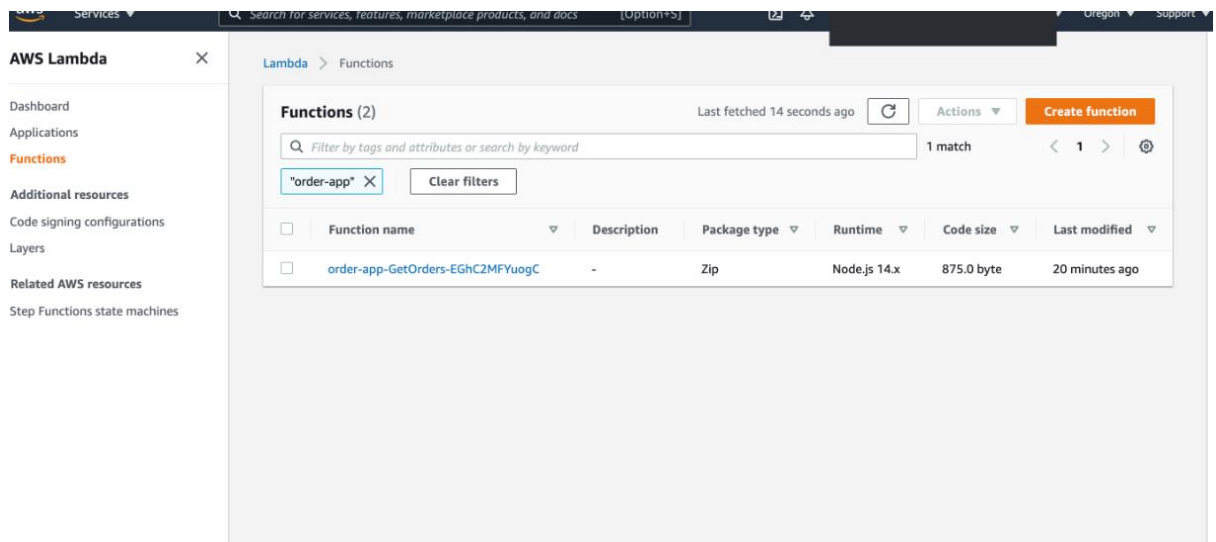 aws Services Search for services, features, marketplace products, and docs [Option+S] Oregon Support
AWS Lambda
Dashboard
Applications
Functions
Additional resources
Code signing configurations
Layers
Related AWS resources
Step Functions state machines
Lambda > Functions
Functions (2) Last fetched 14 seconds ago Actions Create function
Filter by tags and attributes or search by keyword 1 match < 1 >
"order-app" X Clear filters
Function name Description Package type Runtime Code size Last modified
order-app-GetOrders-EGhC2MFYuogC - Zip Node.js 14.x 875.0 byte 20 minutes ago